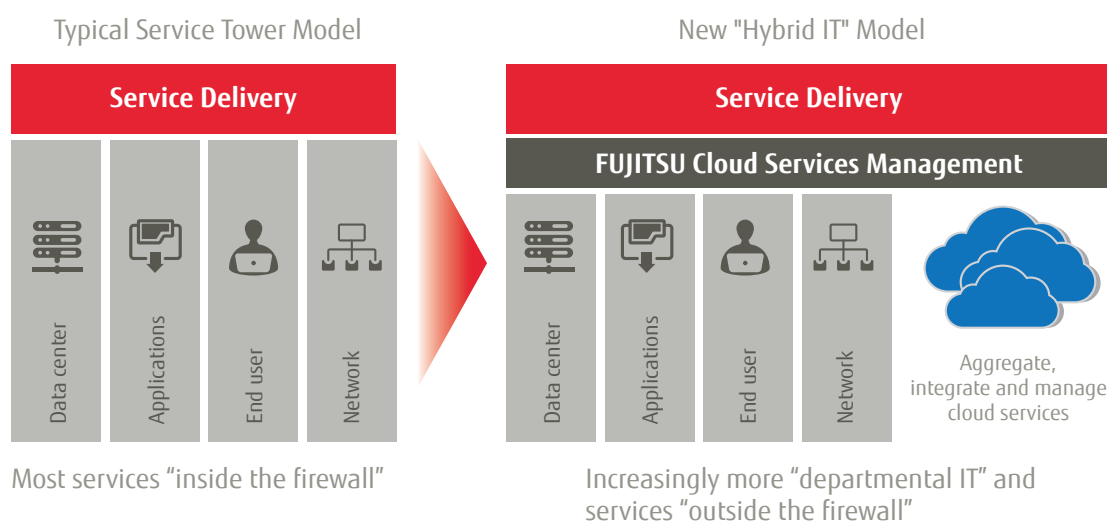 Typical Service Tower Model
Service Delivery
Data center
Applications
End user
Network
Most services “inside the firewall”
New "Hybrid IT" Model
Service Delivery
FUJITSU Cloud Services Management
Data center
Applications
End user
Network
Aggregate,
integrate and manage
cloud services
Increasingly more “departmental IT” and
services “outside the firewall”